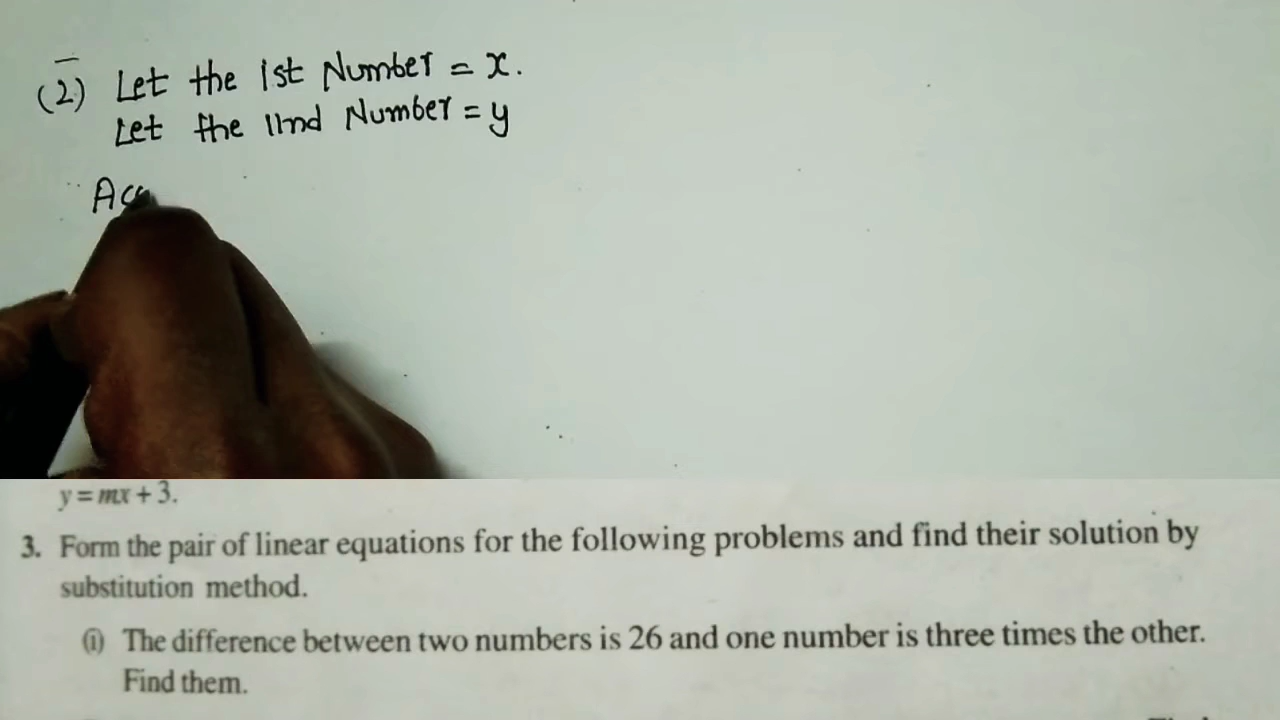 (2) Let the 1st Number = x.
Let the IInd Number = y
y = mx + 3.
3. Form the pair of linear equations for the following problems and find their solution by
substitution method.
(i) The difference between two numbers is 26 and one number is three times the other.
Find them.